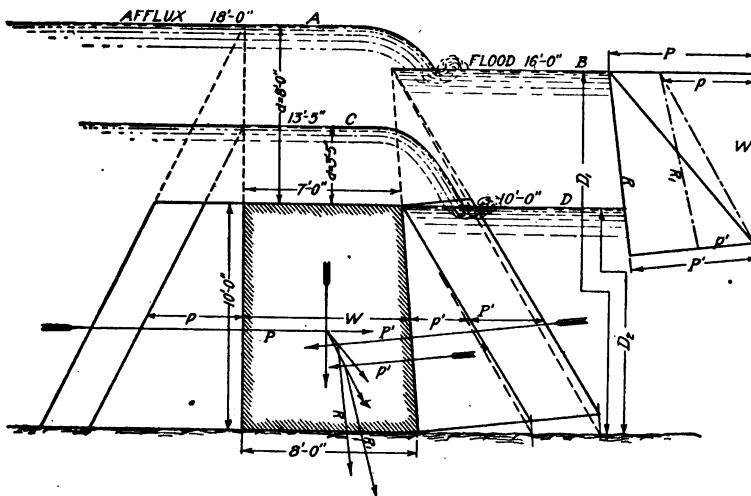 AFFLUX 18'-0" A
P
FLOOD 16'-0" B
p
d=8'-0"
13'-5" C
d=5'5"
W
D₁
R
R₁
7'-0"
10'-0" D
p'
P'
10'-0"
p W p' P'
P P'
p'
D₂
R
R₁
8'-0"